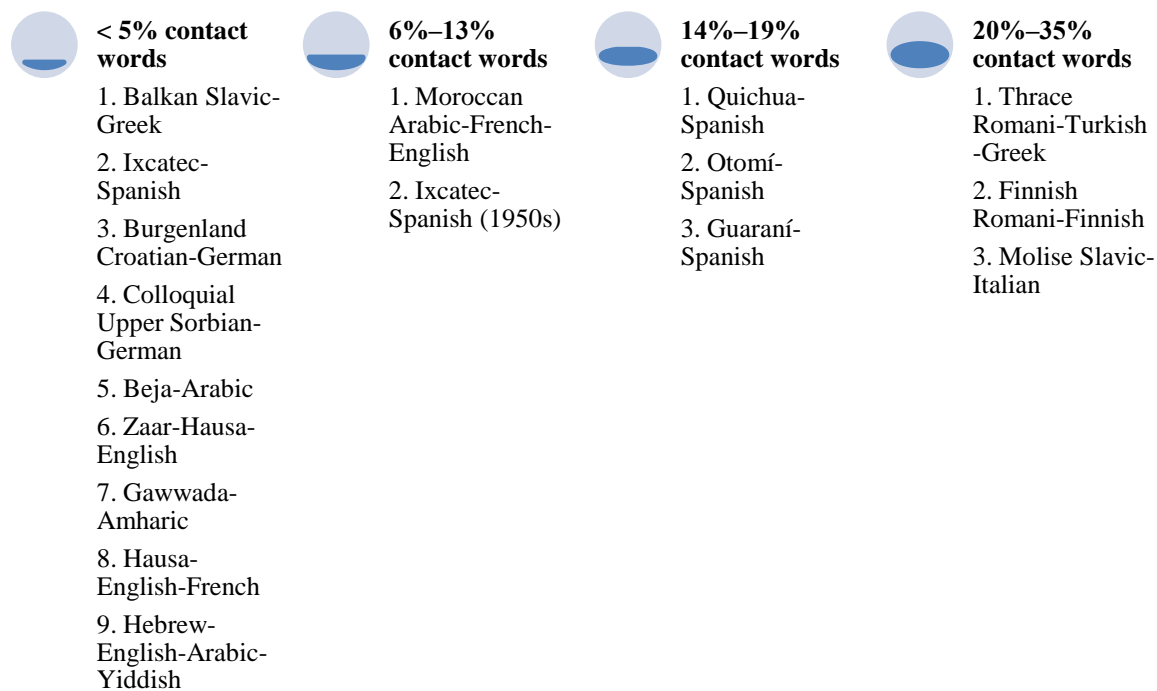 < 5% contact
words
1. Balkan Slavic-
Greek
2. Ixcatec-
Spanish
3. Burgenland
Croatian-German
4. Colloquial
Upper Sorbian-
German
5. Beja-Arabic
6. Zaar-Hausa-
English
7. Gawwada-
Amharic
8. Hausa-
English-French
9. Hebrew-
English-Arabic-
Yiddish
6%–13%
contact words
1. Moroccan
Arabic-French-
English
2. Ixcatec-
Spanish (1950s)
14%–19%
contact words
1. Quichua-
Spanish
2. Otomí-
Spanish
3. Guaraní-
Spanish
20%–35%
contact words
1. Thrace
Romani-Turkish
-Greek
2. Finnish
Romani-Finnish
3. Molise Slavic-
Italian